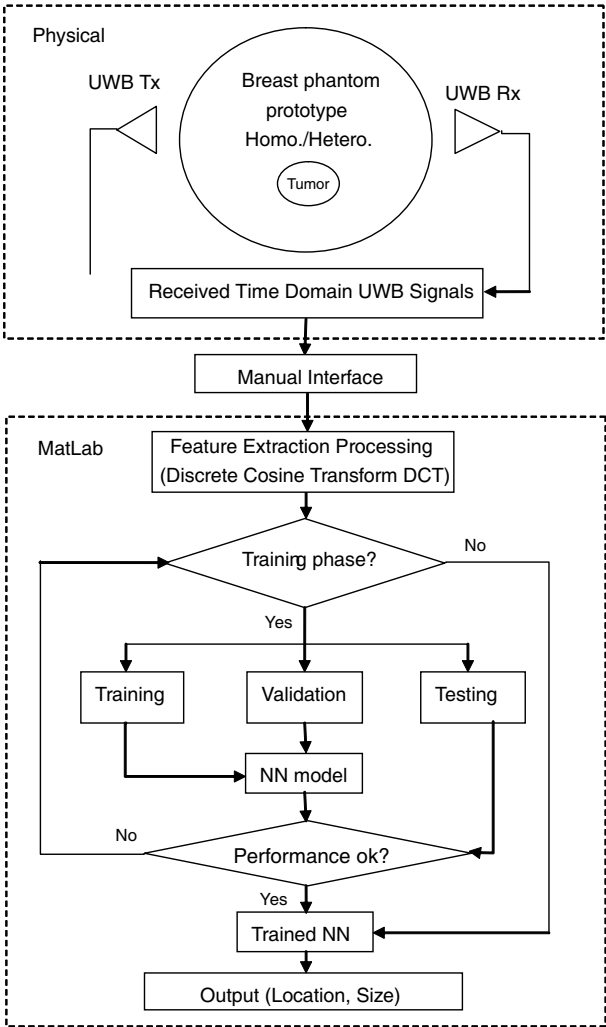 Physical
UWB Tx
Breast phantom
prototype
Homo./Hetero.
UWB Rx
Tumor
Received Time Domain UWB Signals
Manual Interface
MatLab
Feature Extraction Processing
(Discrete Cosine Transform DCT)
Training phase?
No
Yes
Training
Validation
Testing
NN model
No
Performance ok?
Yes
Trained NN
Output (Location, Size)